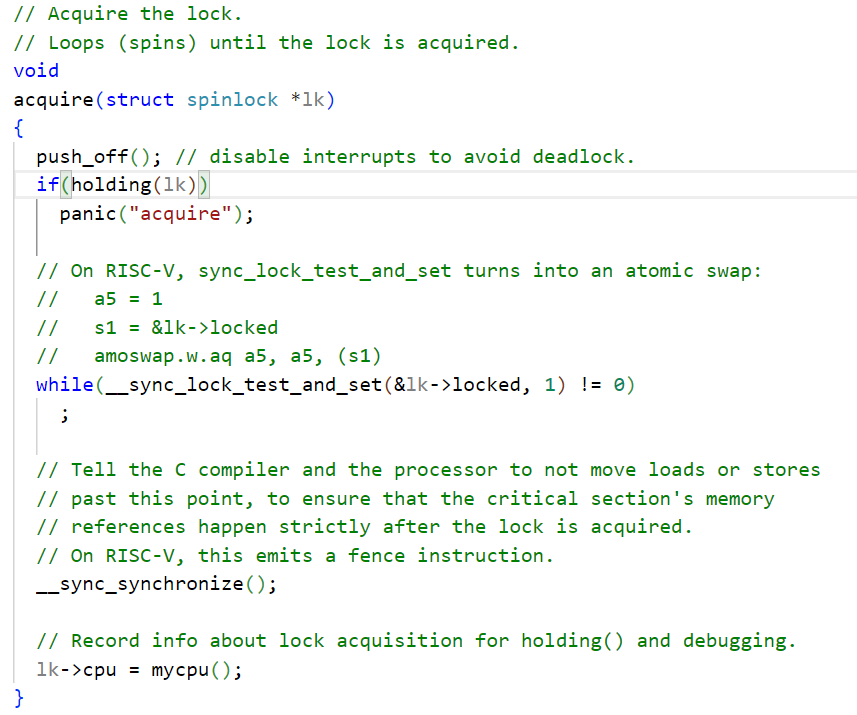 // Acquire the lock.
// Loops (spins) until the lock is acquired.
void
acquire(struct spinlock *lk)
{
  push_off(); // disable interrupts to avoid deadlock.
  if(holding(lk))
    panic("acquire");

  // On RISC-V, sync_lock_test_and_set turns into an atomic swap:
  //   a5 = 1
  //   s1 = &lk->locked
  //   amoswap.w.aq a5, a5, (s1)
  while(__sync_lock_test_and_set(&lk->locked, 1) != 0)
    ;

  // Tell the C compiler and the processor to not move loads or stores
  // past this point, to ensure that the critical section's memory
  // references happen strictly after the lock is acquired.
  // On RISC-V, this emits a fence instruction.
  __sync_synchronize();

  // Record info about lock acquisition for holding() and debugging.
  lk->cpu = mycpu();
}